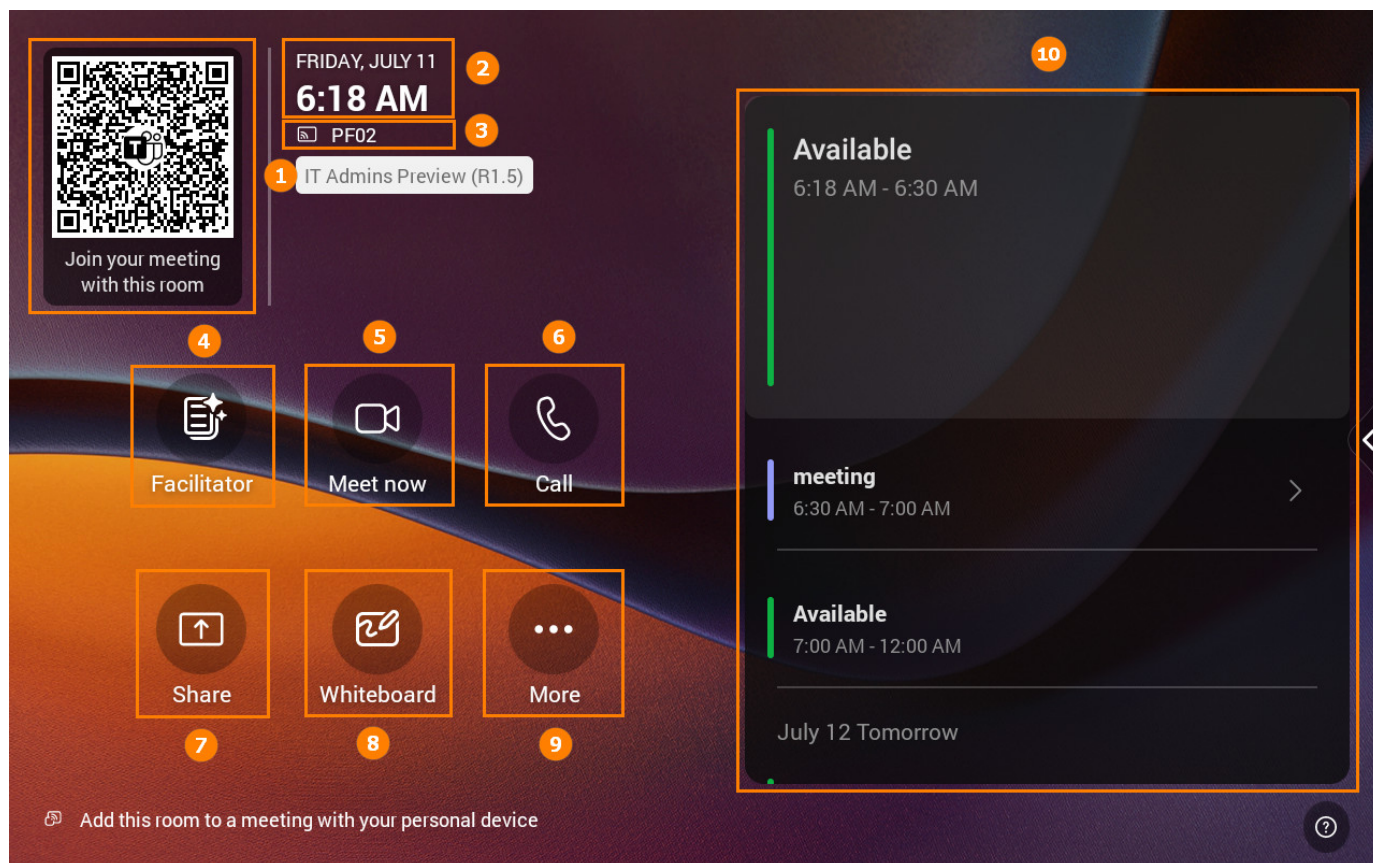 Join your meeting
with this room
FRIDAY, JULY 11
2
6:18 AM
PF02
3
1
IT Admins Preview (R1.5)
10
Available
6:18 AM - 6:30 AM
4
5
6
Facilitator
Meet now
Call
meeting
6:30 AM - 7:00 AM
Share
Whiteboard
More
7
8
9
Available
7:00 AM - 12:00 AM
July 12 Tomorrow
Add this room to a meeting with your personal device